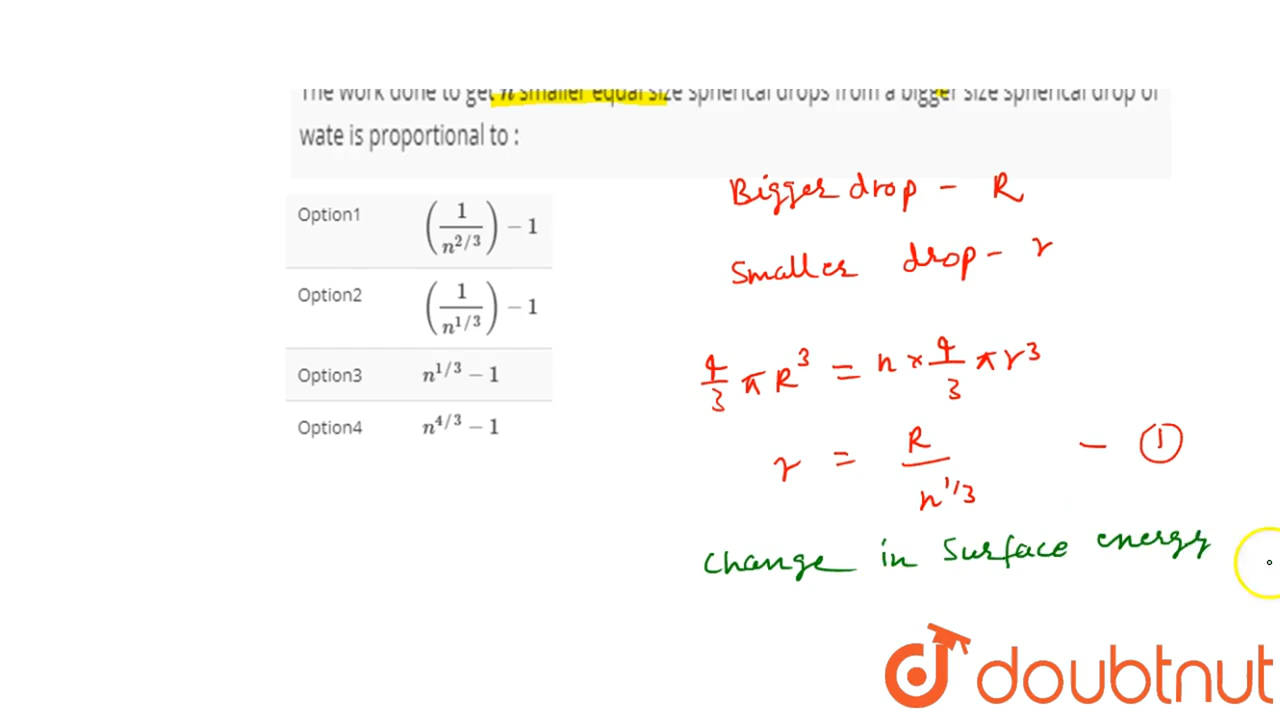 The work done to get n smaller equal size spherical drops from a bigger size spherical drop of
wate is proportional to :
Bigger drop - R
Option1 (1/n^{2/3}) - 1
Smaller drop - r
Option2 (1/n^{1/3}) - 1
4/3 π R^3 = n × 4/3 π r^3
Option3 n^{1/3} - 1
Option4 n^{4/3} - 1
r = R/n^{1/3} - ①
Change in Surface energy
doubtnut